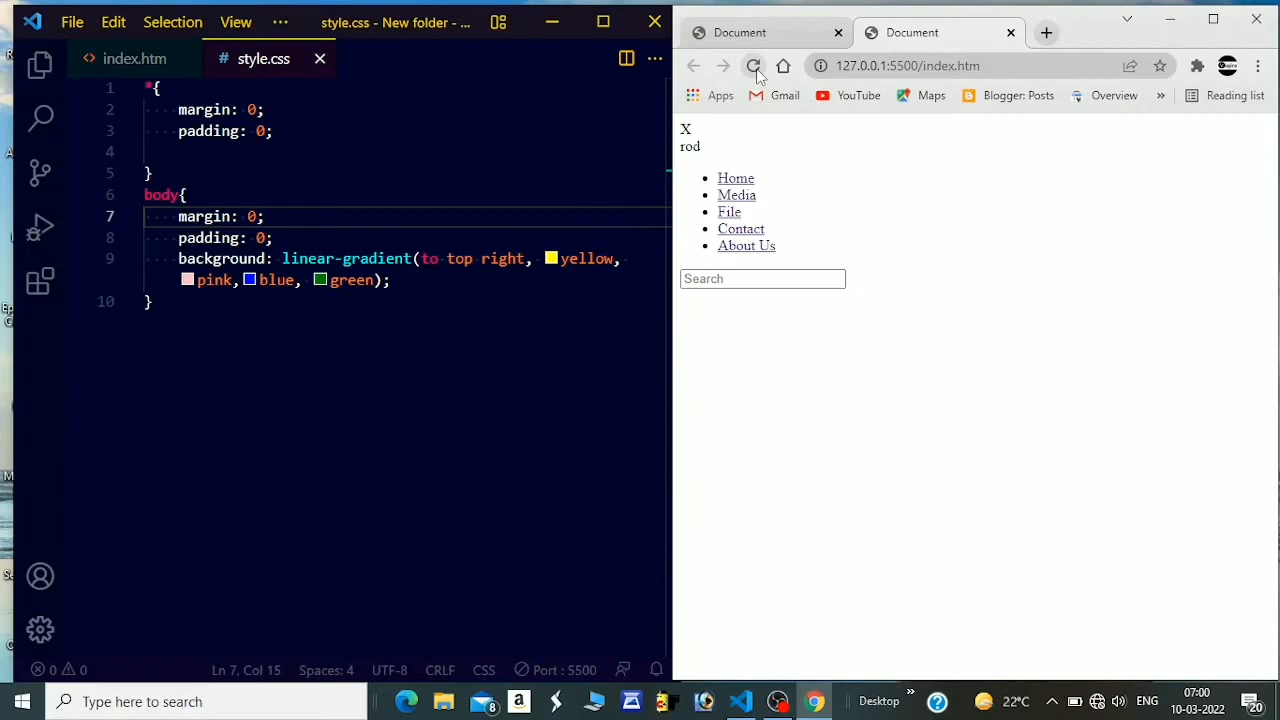 File Edit Selection View ··· style.css - New folder - ...
index.htm # style.css
1 *{
2 margin: 0;
3 padding: 0;
4
5 }
6 body{
7 margin: 0;
8 padding: 0;
9 background: linear-gradient(to top right, yellow,
pink, blue, green);
10 }
0 0 Ln 7, Col 15 Spaces: 4 UTF-8 CRLF CSS Port : 5500
Document Document
127.0.0.1:5500/index.htm
Apps Gmail YouTube Maps Blogger: Posts Overview » Reading list
X
rod
Home
Media
File
Contact
About Us
Search
Type here to search 8 a Desktop » 22°C ENG 07:00
10-03-2022 20